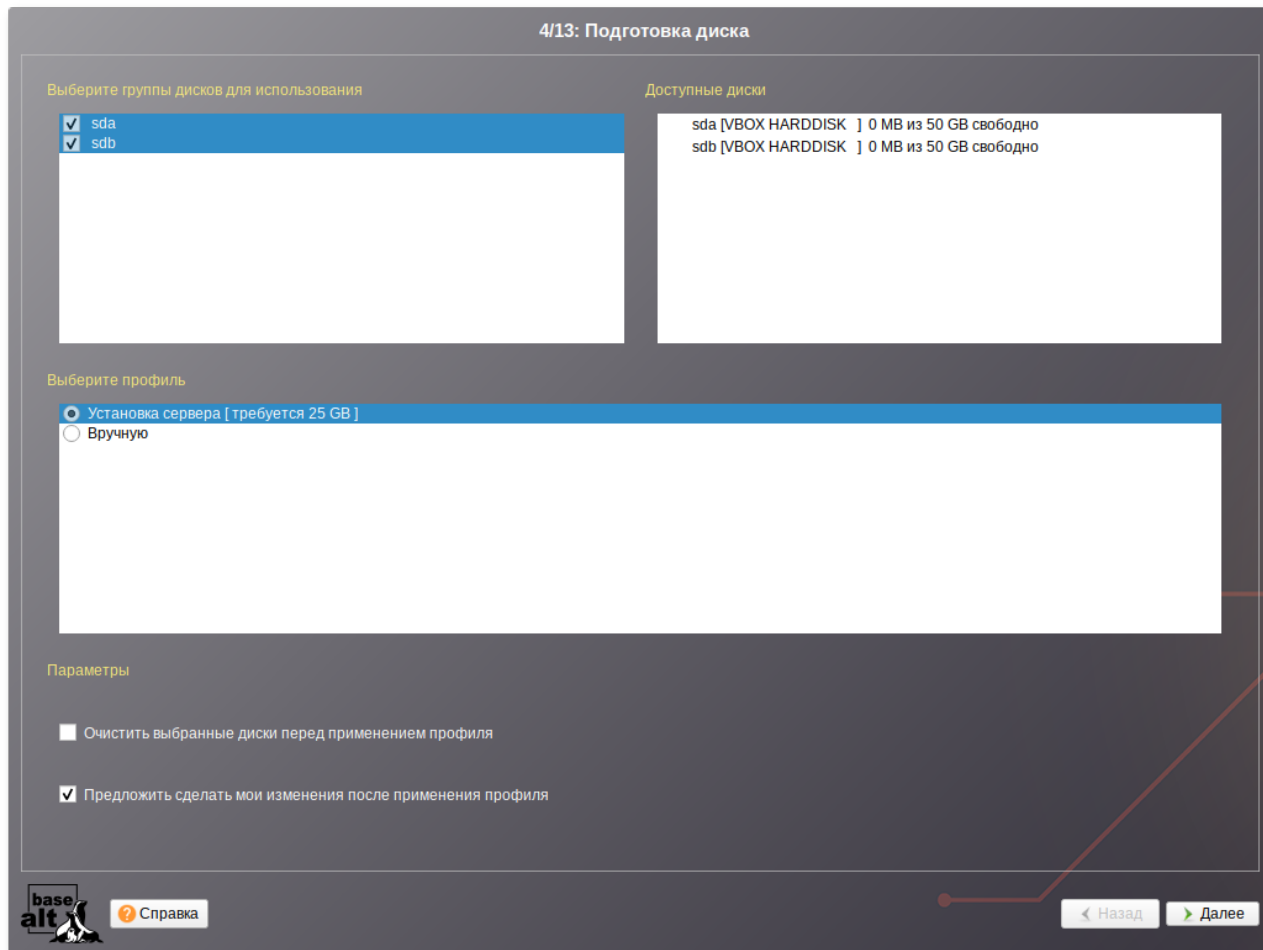 4/13: Подготовка диска
Выберите группы дисков для использования
Доступные диски
sda
sdb
sda [VBOX HARDDISK ] 0 MB из 50 GB свободно
sdb [VBOX HARDDISK ] 0 MB из 50 GB свободно
Выберите профиль
Установка сервера [ требуется 25 GB ]
Вручную
Параметры
Очистить выбранные диски перед применением профиля
Предложить сделать мои изменения после применения профиля
base
alt
Справка
Назад
Далее